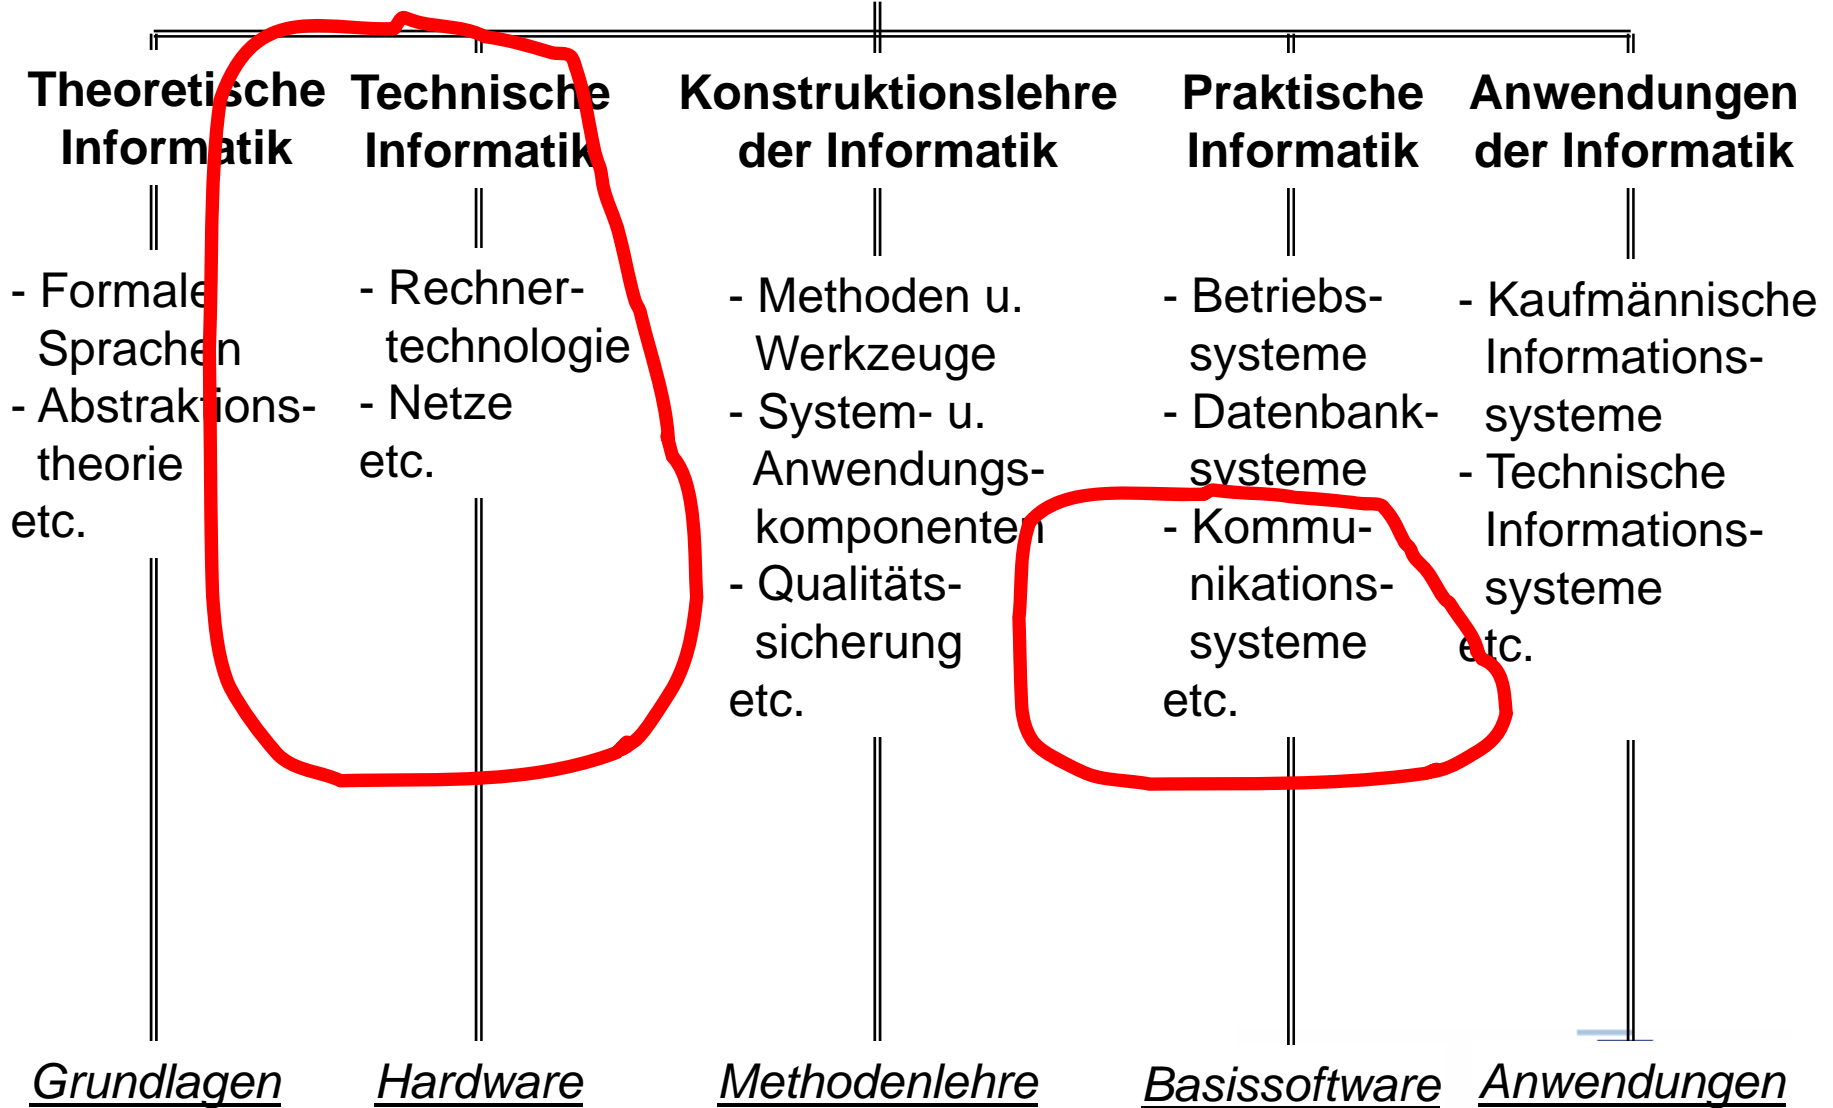 Theoretische
Informatik
- Formale
Sprachen
- Abstraktions-
theorie
etc.
Grundlagen
Technische
Informatik
- Rechner-
technologie
- Netze
etc.
Hardware
Konstruktionslehre
der Informatik
- Methoden u.
Werkzeuge
- System- u.
Anwendungs-
komponenten
- Qualitäts-
sicherung
etc.
Methodenlehre
Praktische
Informatik
- Betriebs-
systeme
- Datenbank-
systeme
- Kommu-
nikations-
systeme
etc.
Basissoftware
Anwendungen
der Informatik
- Kaufmännische
Informations-
systeme
- Technische
Informations-
systeme
etc.
Anwendungen